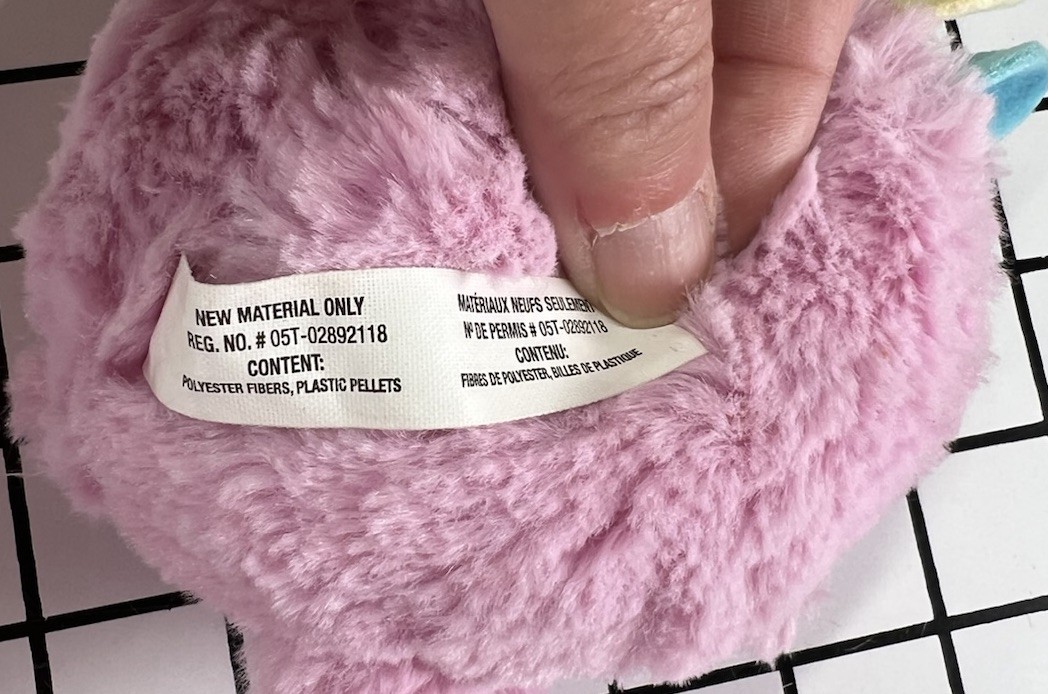 NEW MATERIAL ONLY
REG. NO. # 05T-02892118
CONTENT:
POLYESTER FIBERS, PLASTIC PELLETS
MATÉRIAUX NEUFS SEULEMENT
Nº DE PERMIS # 05T-02892118
CONTENU:
FIBRES DE POLYESTER, BILLES DE PLASTIQUE